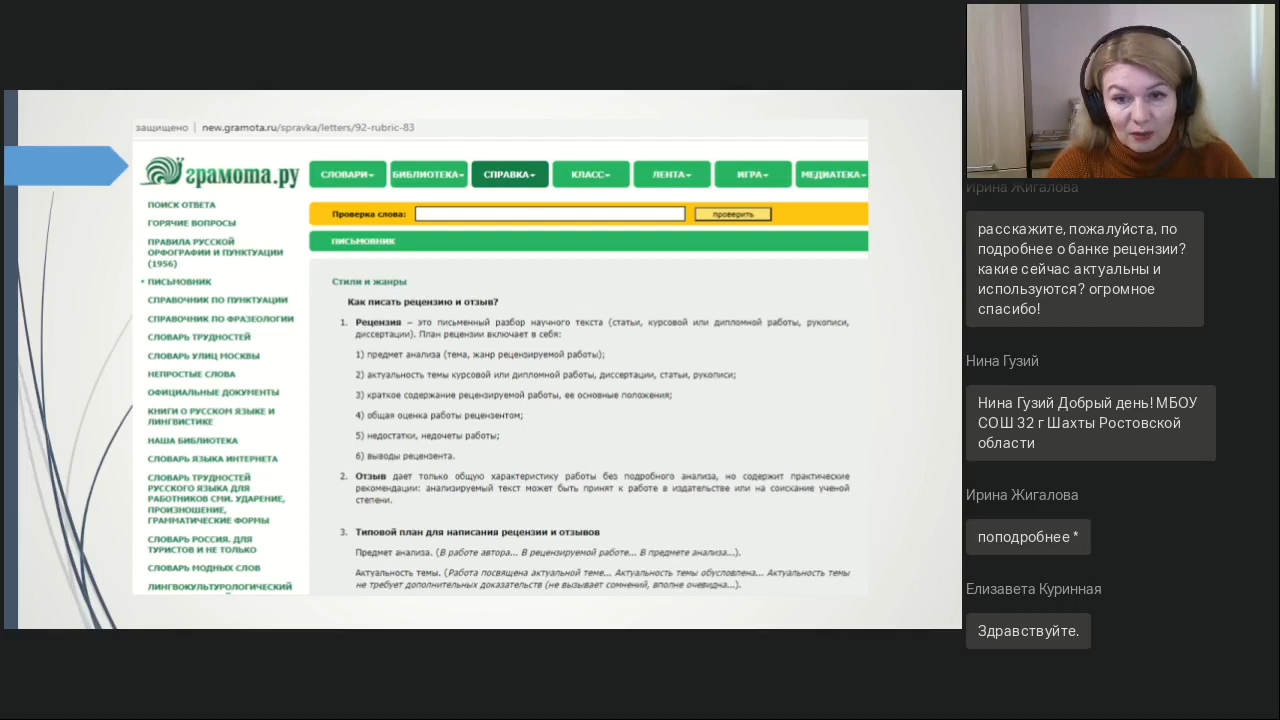 защищено | new.gramota.ru/spravka/letters/92-rubric-83
грамота.ру
СЛОВАРИ
БИБЛИОТЕКА
СПРАВКА
КЛАСС
ЛЕНТА
ИГРА
МЕДИАТЕКА
Проверка слова:
проверить
ПИСЬМОВНИК
ПОИСК ОТВЕТА
ГОРЯЧИЕ ВОПРОСЫ
ПРАВИЛА РУССКОЙ
ОРФОГРАФИИ И ПУНКТУАЦИИ
(1956)
ПИСЬМОВНИК
СПРАВОЧНИК ПО ПУНКТУАЦИИ
СПРАВОЧНИК ПО ФРАЗЕОЛОГИИ
СЛОВАРЬ ТРУДНОСТЕЙ
СЛОВАРЬ УЛИЦ МОСКВЫ
НЕПРОСТЫЕ СЛОВА
ОФИЦИАЛЬНЫЕ ДОКУМЕНТЫ
КНИГИ О РУССКОМ ЯЗЫКЕ И
ЛИНГВИСТИКЕ
НАША БИБЛИОТЕКА
СЛОВАРЬ ЯЗЫКА ИНТЕРНЕТА
СЛОВАРЬ ТРУДНОСТЕЙ
РУССКОГО ЯЗЫКА ДЛЯ
РАБОТНИКОВ СМИ. УДАРЕНИЕ,
ПРОИЗНОШЕНИЕ,
ГРАММАТИЧЕСКИЕ ФОРМЫ
СЛОВАРЬ РОССИЯ. ДЛЯ
ТУРИСТОВ И НЕ ТОЛЬКО
СЛОВАРЬ МОДНЫХ СЛОВ
ЛИНГВОКУЛЬТУРОЛОГИЧЕСКИЙ
Стили и жанры
Как писать рецензию и отзыв?
1. Рецензия – это письменный разбор научного текста (статьи, курсовой или дипломной работы, рукописи,
диссертации). План рецензии включает в себя:
1) предмет анализа (тема, жанр рецензируемой работы);
2) актуальность темы курсовой или дипломной работы, диссертации, статьи, рукописи;
3) краткое содержание рецензируемой работы, ее основные положения;
4) общая оценка работы рецензентом;
5) недостатки, недочеты работы;
6) выводы рецензента.
2. Отзыв дает только общую характеристику работы без подробного анализа, но содержит практические
рекомендации: анализируемый текст может быть принят к работе в издательстве или на соискание ученой
степени.
3. Типовой план для написания рецензии и отзывов
Предмет анализа. (В работе автора... В рецензируемой работе... В предмете анализа...).
Актуальность темы. (Работа посвящена актуальной теме... Актуальность темы обусловлена... Актуальность темы
не требует дополнительных доказательств (не вызывает сомнений, вполне очевидна...).
Ирина Жигалова
расскажите, пожалуйста, по
подробнее о банке рецензии?
какие сейчас актуальны и
используются? огромное
спасибо!
Нина Гузий
Нина Гузий Добрый день! МБОУ
СОШ 32 г Шахты Ростовской
области
Ирина Жигалова
поподробнее *
Елизавета Куринная
Здравствуйте.